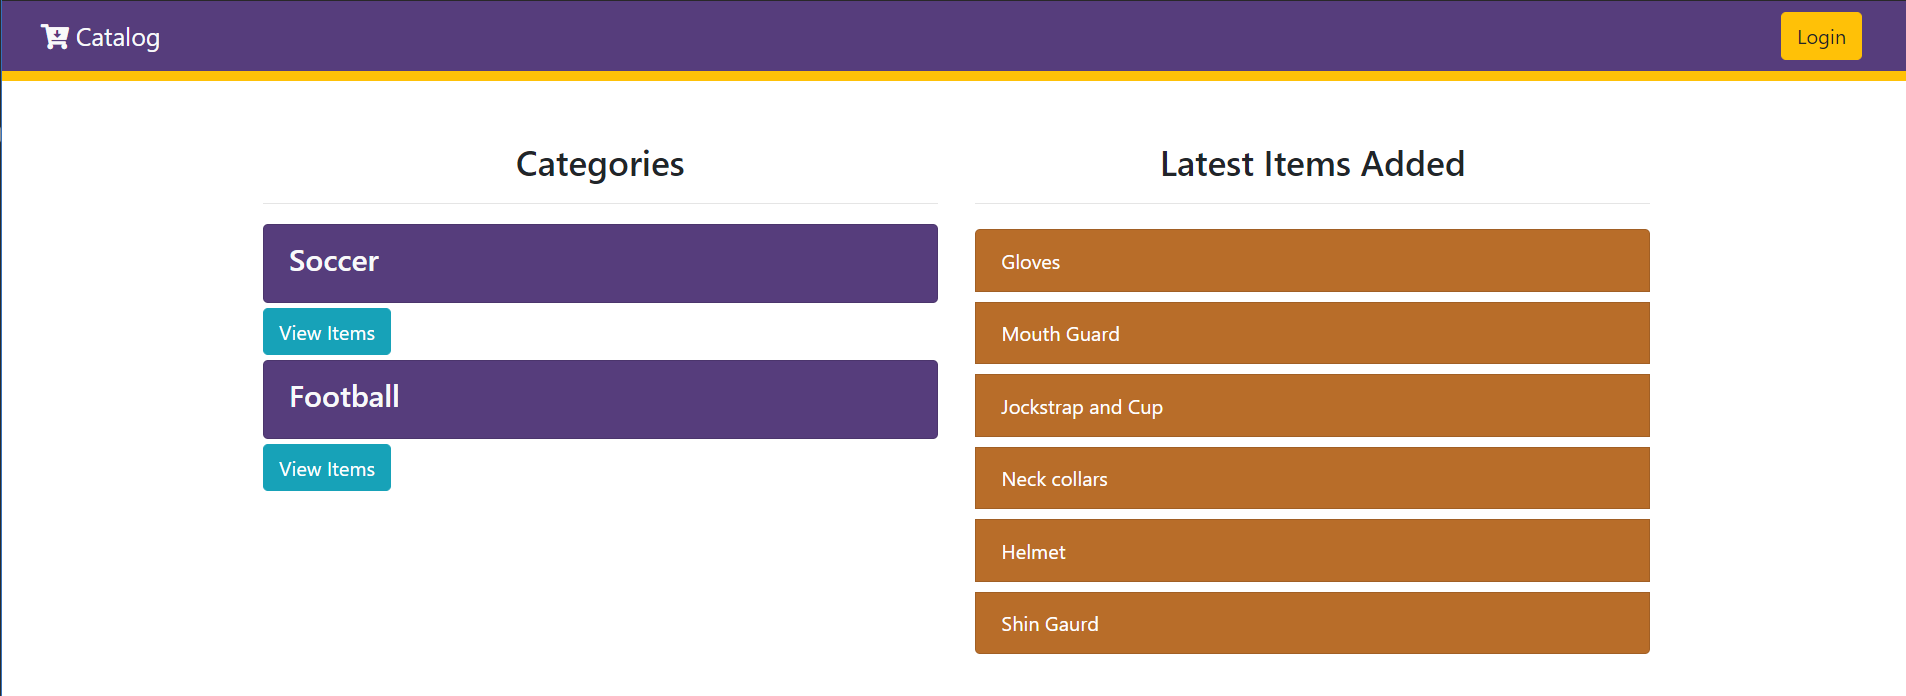 Catalog
Login
Categories
Soccer
View Items
Football
View Items
Latest Items Added
Gloves
Mouth Guard
Jockstrap and Cup
Neck collars
Helmet
Shin Gaurd